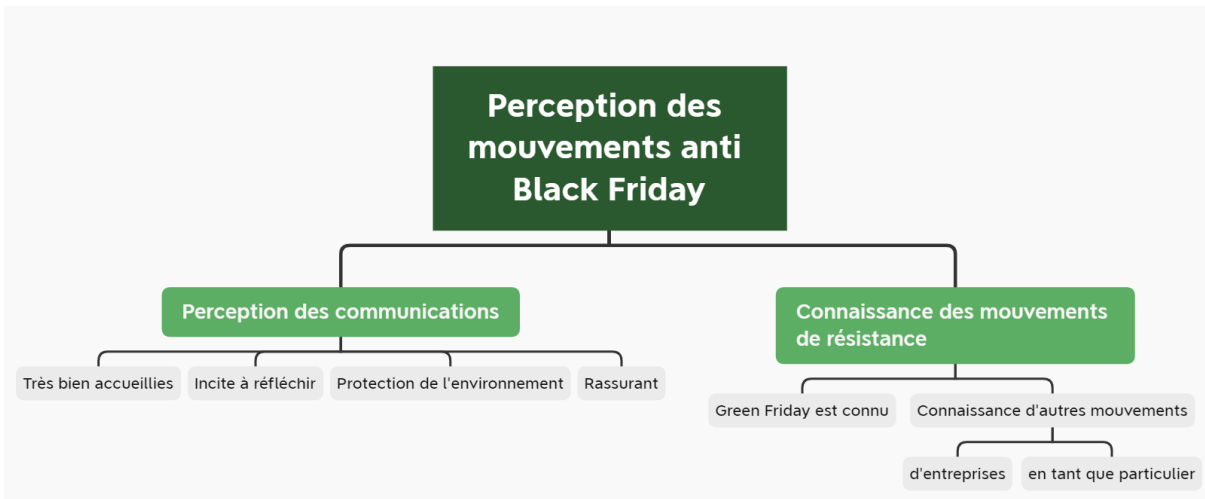 Perception des
mouvements anti
Black Friday
Perception des communications
Connaissance des mouvements
de résistance
Très bien accueillies
Incite à réfléchir
Protection de l'environnement
Rassurant
Green Friday est connu
Connaissance d'autres mouvements
d'entreprises
en tant que particulier